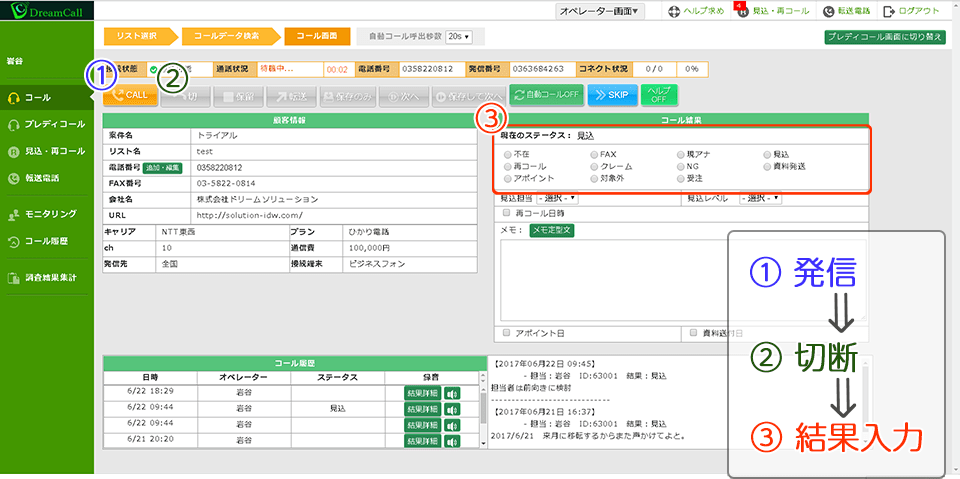 DreamCall
オペレーター画面▼
ヘルプ求め
4
見込・再コール
転送電話
ログアウト
リスト選択
コールデータ検索
コール画面
自動コール呼出秒数
20s
プレディコール画面に切り替え
岩谷
コール
プレディコール
見込・再コール
転送電話
モニタリング
コール履歴
調査結果集計
①
②
状態
通話状況
待機中...
00:02
電話番号
0358220812
発信番号
0363684263
コネクト状況
0 / 0
0%
CALL
切
保留
転送
保存のみ
次へ
保存して次へ
自動コールOFF
SKIP
ヘルプ
OFF
顧客情報
案件名 トライアル
リスト名 test
電話番号 追加・編集 0358220812
FAX番号 03-5822-0814
会社名 株式会社ドリームソリューション
URL http://solution-idw.com/
キャリア NTT東西 プラン ひかり電話
ch 10 通信費 100,000円
発信先 全国 接続端末 ビジネスフォン
③
コール結果
現在のステータス： 見込
不在 FAX 現アナ 見込
再コール クレーム NG 資料発送
アポイント 対象外 受注
見込担当 - 選択 - 見込レベル - 選択 -
再コール日時
メモ： メモ定型文
アポイント日 資料送付日
コール履歴
日時 オペレーター ステータス 録音
6/22 18:29 岩谷 結果詳細
6/22 09:44 岩谷 見込 結果詳細
6/22 09:44 岩谷 結果詳細
6/21 20:20 岩谷 結果詳細
【2017年06月22日 09:45】
- 担当：岩谷 ID:63001 結果：見込
担当者は前向きに検討
----------------------------
【2017年06月21日 16:37】
- 担当：岩谷 ID:63001 結果：見込
2017/6/21 来月に移転するからまた声かけてよと。
① 発信
② 切断
③ 結果入力